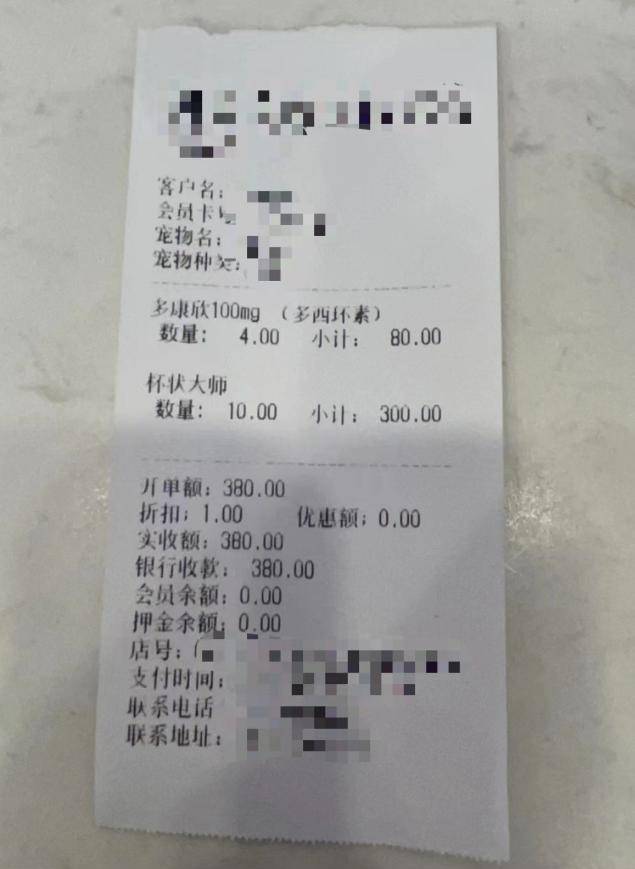 客户名：
会员卡
宠物名：
宠物种类：
多康欣100mg （多西环素）
数量： 4.00 小计： 80.00
杯状大师
数量： 10.00 小计： 300.00
开单额：380.00
折扣：1.00 优惠额：0.00
实收额：380.00
银行收款： 380.00
会员余额：0.00
押金余额：0.00
店号：
支付时间：
联系电话
联系地址：